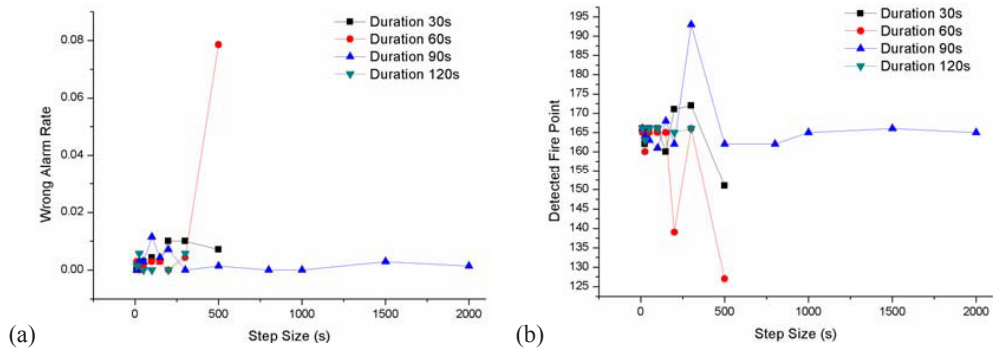 (a)
Wrong Alarm Rate
0.08
0.06
0.04
0.02
0.00
0
500
1000
1500
2000
Step Size (s)
Duration 30s
Duration 60s
Duration 90s
Duration 120s
(b)
Detected Fire Point
195
190
185
180
175
170
165
160
155
150
145
140
135
130
125
0
500
1000
1500
2000
Step Size (s)
Duration 30s
Duration 60s
Duration 90s
Duration 120s